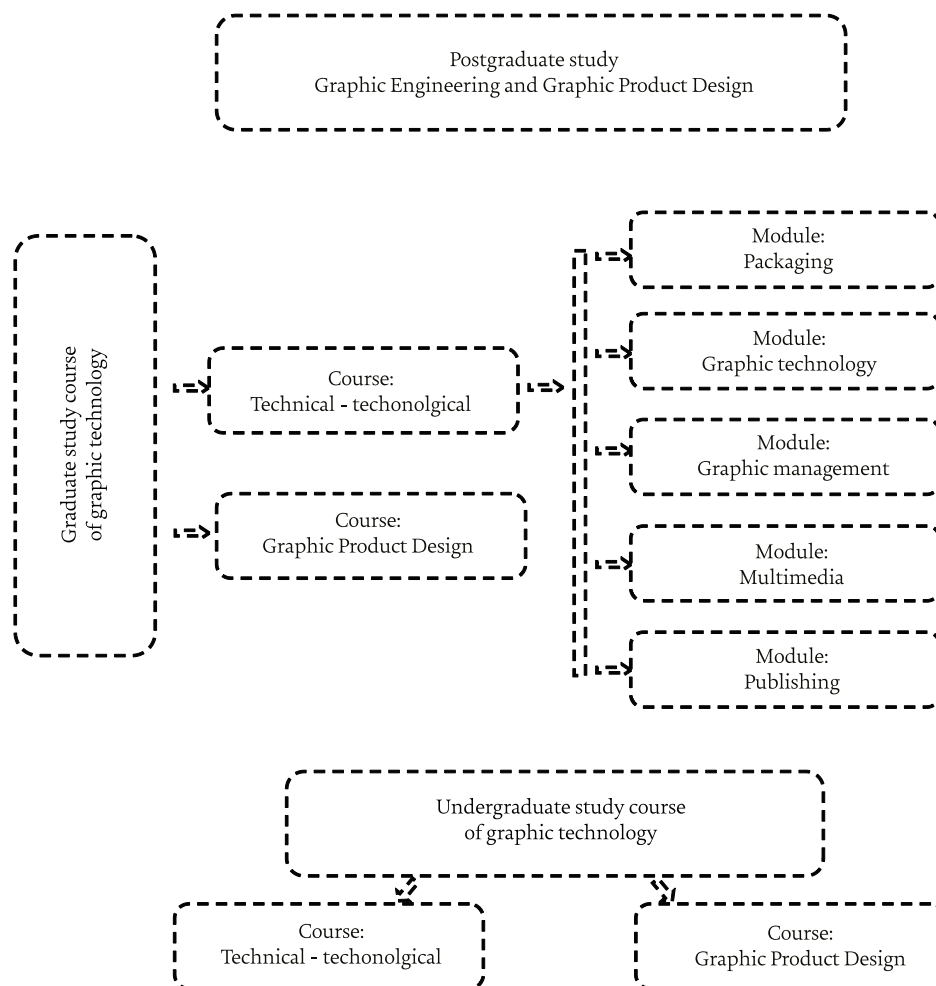 Postgraduate study
Graphic Engineering and Graphic Product Design
Graduate study course
of graphic technology
Course:
Technical - techonolgical
Course:
Graphic Product Design
Module:
Packaging
Module:
Graphic technology
Module:
Graphic management
Module:
Multimedia
Module:
Publishing
Undergraduate study course
of graphic technology
Course:
Technical - techonolgical
Course:
Graphic Product Design